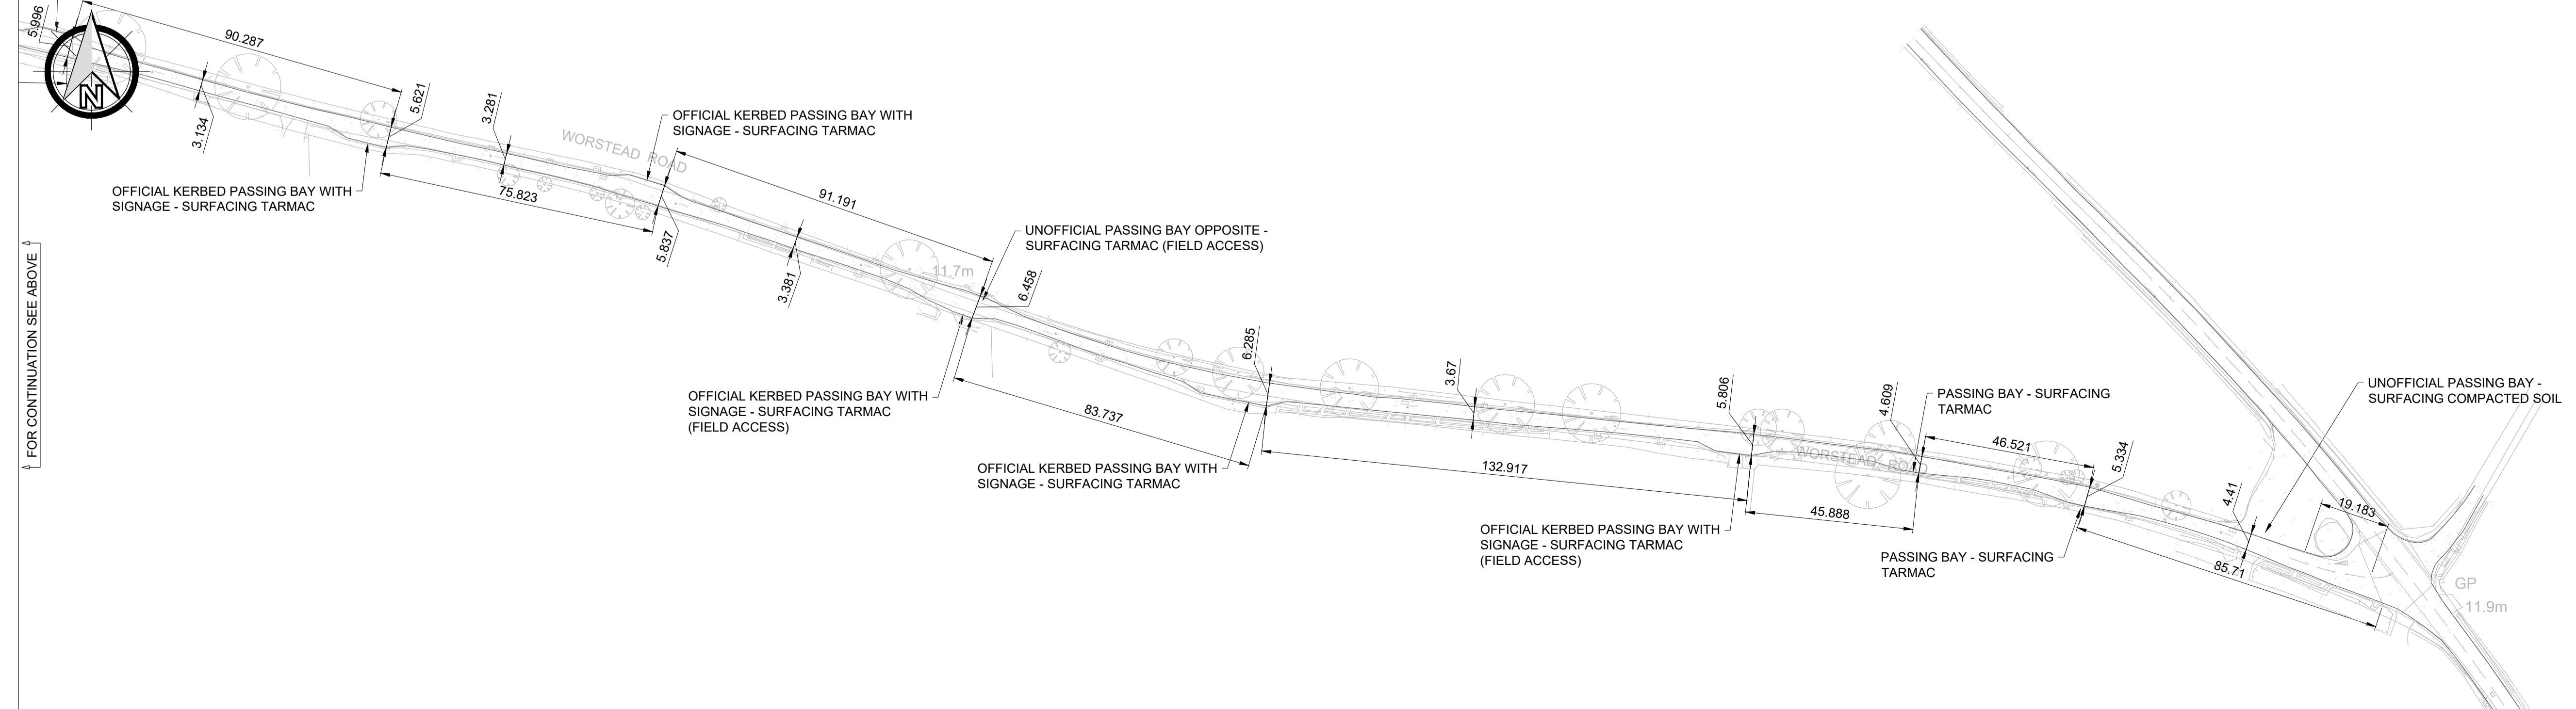 5.996
90.287
N
3.134
5.621
OFFICIAL KERBED PASSING BAY WITH
SIGNAGE - SURFACING TARMAC
3.281
75.823
WORSTEAD ROAD
OFFICIAL KERBED PASSING BAY WITH
SIGNAGE - SURFACING TARMAC
5.837
91.191
3.381
11.7m
UNOFFICIAL PASSING BAY OPPOSITE -
SURFACING TARMAC (FIELD ACCESS)
6.458
OFFICIAL KERBED PASSING BAY WITH
SIGNAGE - SURFACING TARMAC
(FIELD ACCESS)
83.737
6.285
OFFICIAL KERBED PASSING BAY WITH
SIGNAGE - SURFACING TARMAC
3.67
132.917
5.806
OFFICIAL KERBED PASSING BAY WITH
SIGNAGE - SURFACING TARMAC
(FIELD ACCESS)
WORSTEAD ROAD
45.888
4.609
PASSING BAY - SURFACING
TARMAC
46.521
5.334
PASSING BAY - SURFACING
TARMAC
4.41
85.71
UNOFFICIAL PASSING BAY -
SURFACING COMPACTED SOIL
19.183
GP
11.9m
FOR CONTINUATION SEE ABOVE